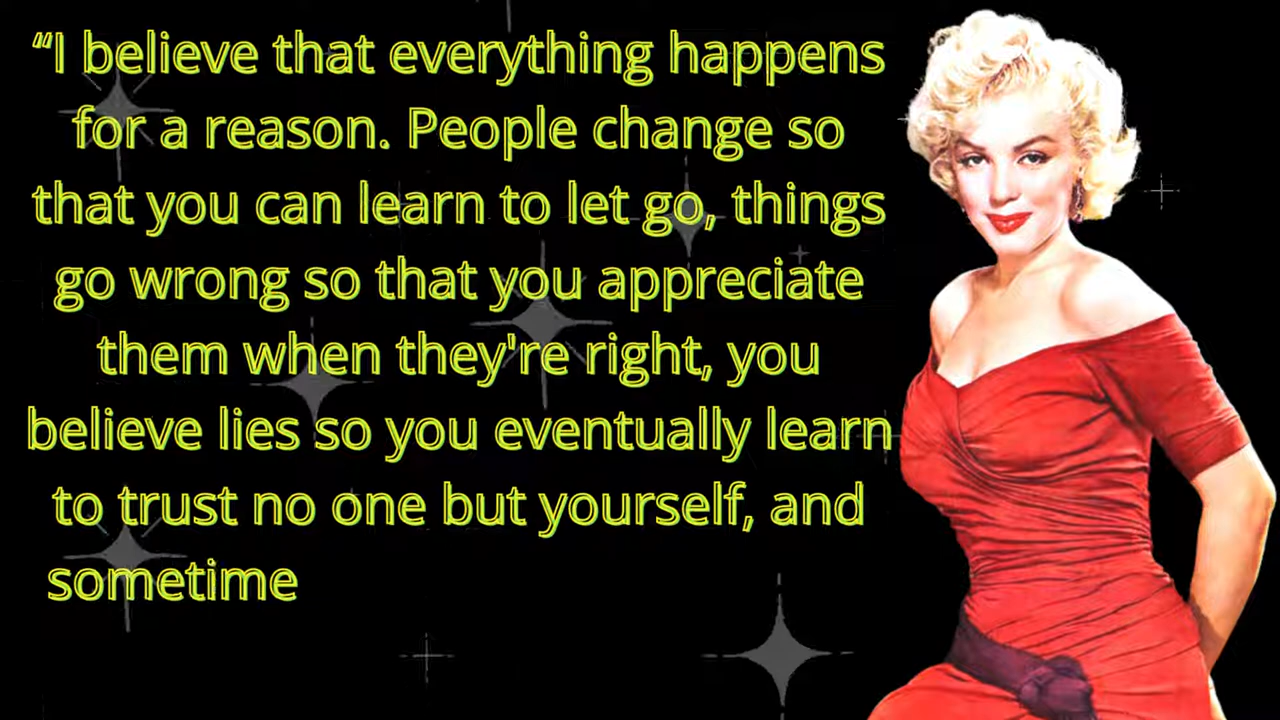 “I believe that everything happens
for a reason. People change so
that you can learn to let go, things
go wrong so that you appreciate
them when they're right, you
believe lies so you eventually learn
to trust no one but yourself, and
sometime